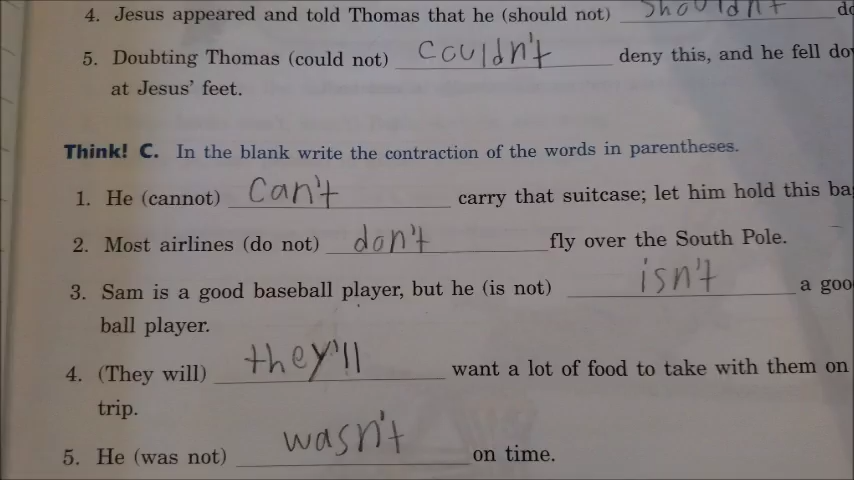 4. Jesus appeared and told Thomas that he (should not) shouldn't
5. Doubting Thomas (could not) couldn't deny this, and he fell
at Jesus' feet.
Think! C. In the blank write the contraction of the words in parentheses.
1. He (cannot) can't carry that suitcase; let him hold this
2. Most airlines (do not) don't fly over the South Pole.
3. Sam is a good baseball player, but he (is not) isn't a
ball player.
4. (They will) they'll want a lot of food to take with them on
trip.
5. He (was not) wasn't on time.